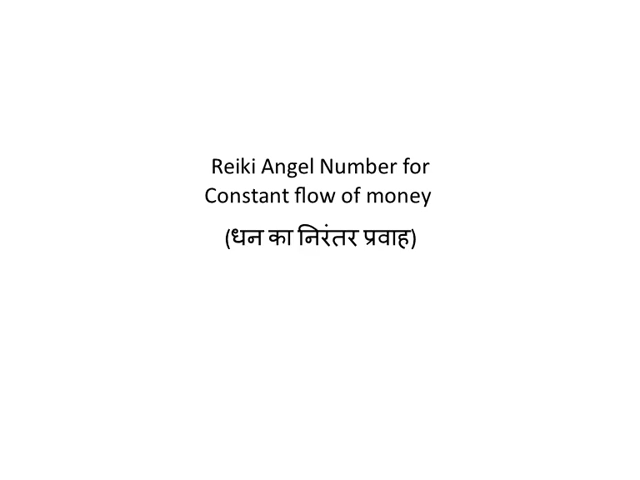 Reiki Angel Number for
Constant flow of money
(धन का निरंतर प्रवाह)